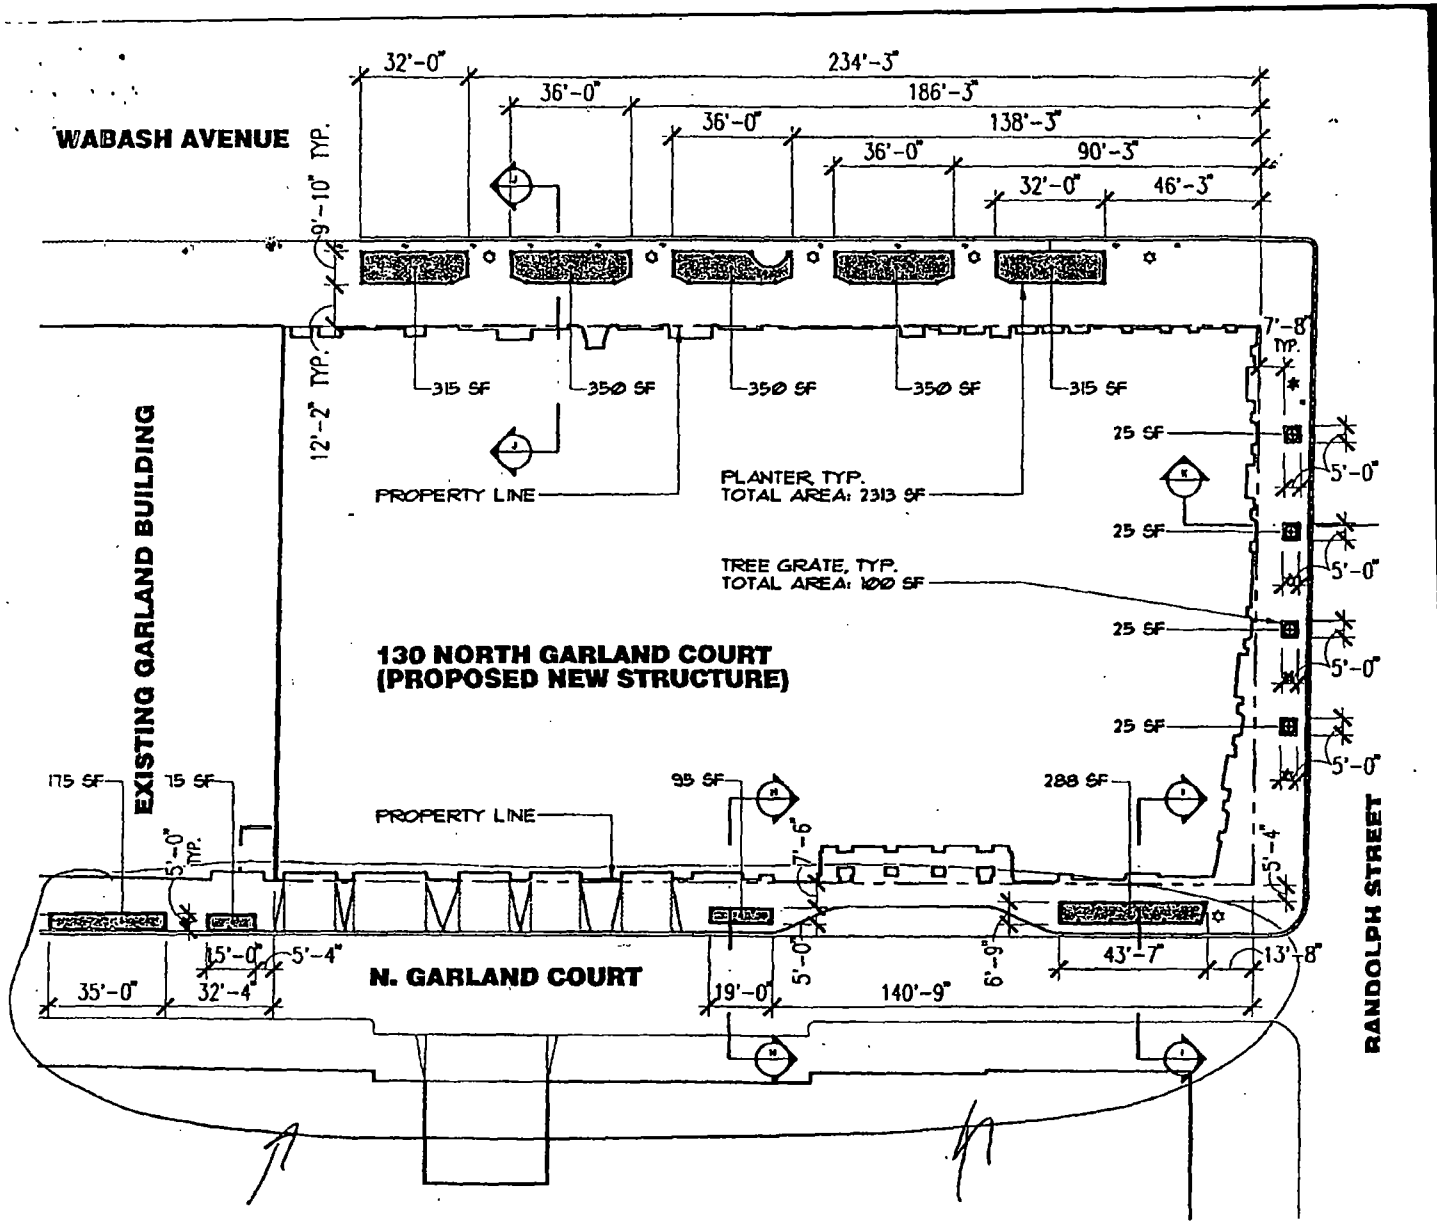 32'-0"
234'-3"
36'-0"
186'-3"
36'-0"
138'-3"
36'-0"
90'-3"
32'-0"
46'-3"
WABASH AVENUE
9'-10" TYP.
12'-2" TYP.
J
7'-8"
TYP.
315 SF
350 SF
350 SF
350 SF
315 SF
J
25 SF
5'-0"
K
PROPERTY LINE
PLANTER, TYP.
TOTAL AREA: 2313 SF
25 SF
5'-0"
TREE GRATE, TYP.
TOTAL AREA: 100 SF
EXISTING GARLAND BUILDING
25 SF
5'-0"
130 NORTH GARLAND COURT
(PROPOSED NEW STRUCTURE)
25 SF
5'-0"
175 SF
75 SF
95 SF
288 SF
H
I
PROPERTY LINE
5'-0"
TYP.
7'-6"
5'-4"
RANDOLPH STREET
15'-0"
5'-4"
N. GARLAND COURT
5'-0"
6'-9"
43'-7"
13'-8"
35'-0"
32'-4"
19'-0"
140'-9"
H
I